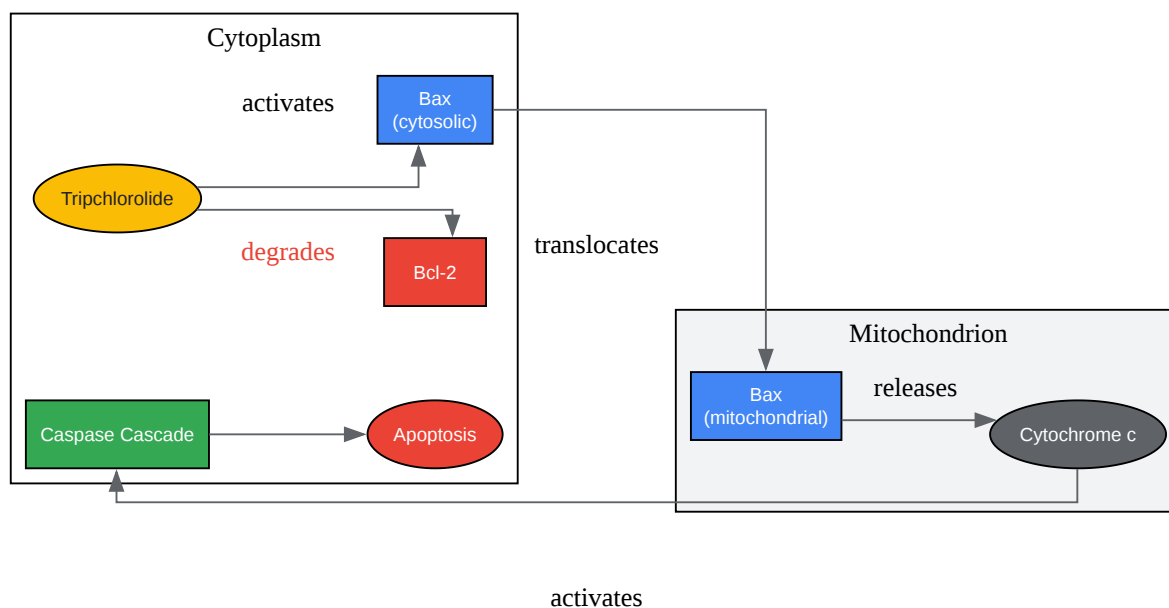 Cytoplasm
activates
Bax
(cytosolic)
Tripchlorolide
degrades
Bcl-2
translocates
Mitochondrion
Bax
(mitochondrial)
releases
Cytochrome c
Caspase Cascade
Apoptosis
activates